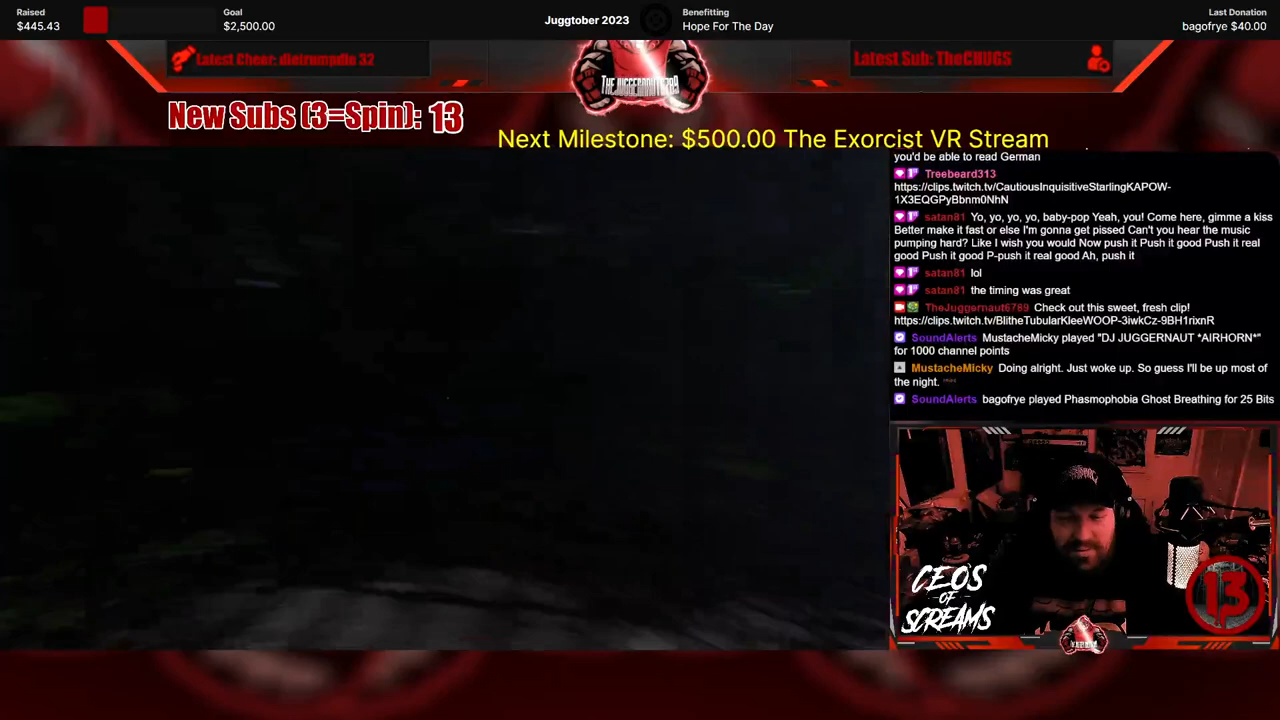 Raised
$445.43
Goal
$2,500.00
Juggtober 2023
Benefitting
Hope For The Day
Last Donation
bagofrye $40.00
Latest Cheer: dieirumpdie 32
THEJUGGERNAUT6789
Latest Sub: TheCHUGS
New Subs (3=Spin): 13
Next Milestone: $500.00 The Exorcist VR Stream
you'd be able to read German
Treebeard313
https://clips.twitch.tv/CautiousInquisitiveStarlingKAPOW-
1X3EQGPyBbnm0NhN
satan81 Yo, yo, yo, yo, baby-pop Yeah, you! Come here, gimme a kiss
Better make it fast or else I'm gonna get pissed Can't you hear the music
pumping hard? Like I wish you would Now push it Push it good Push it real
good Push it good P-push it real good Ah, push it
satan81 lol
satan81 the timing was great
TheJuggernaut6789 Check out this sweet, fresh clip!
https://clips.twitch.tv/BlitheTubularKleeWOOP-3iwkCz-9BH1rixnR
SoundAlerts MustacheMicky played "DJ JUGGERNAUT *AIRHORN*"
for 1000 channel points
MustacheMicky Doing alright. Just woke up. So guess I'll be up most of
the night.
SoundAlerts bagofrye played Phasmophobia Ghost Breathing for 25 Bits
CEOS
OF
SCREAMS
13